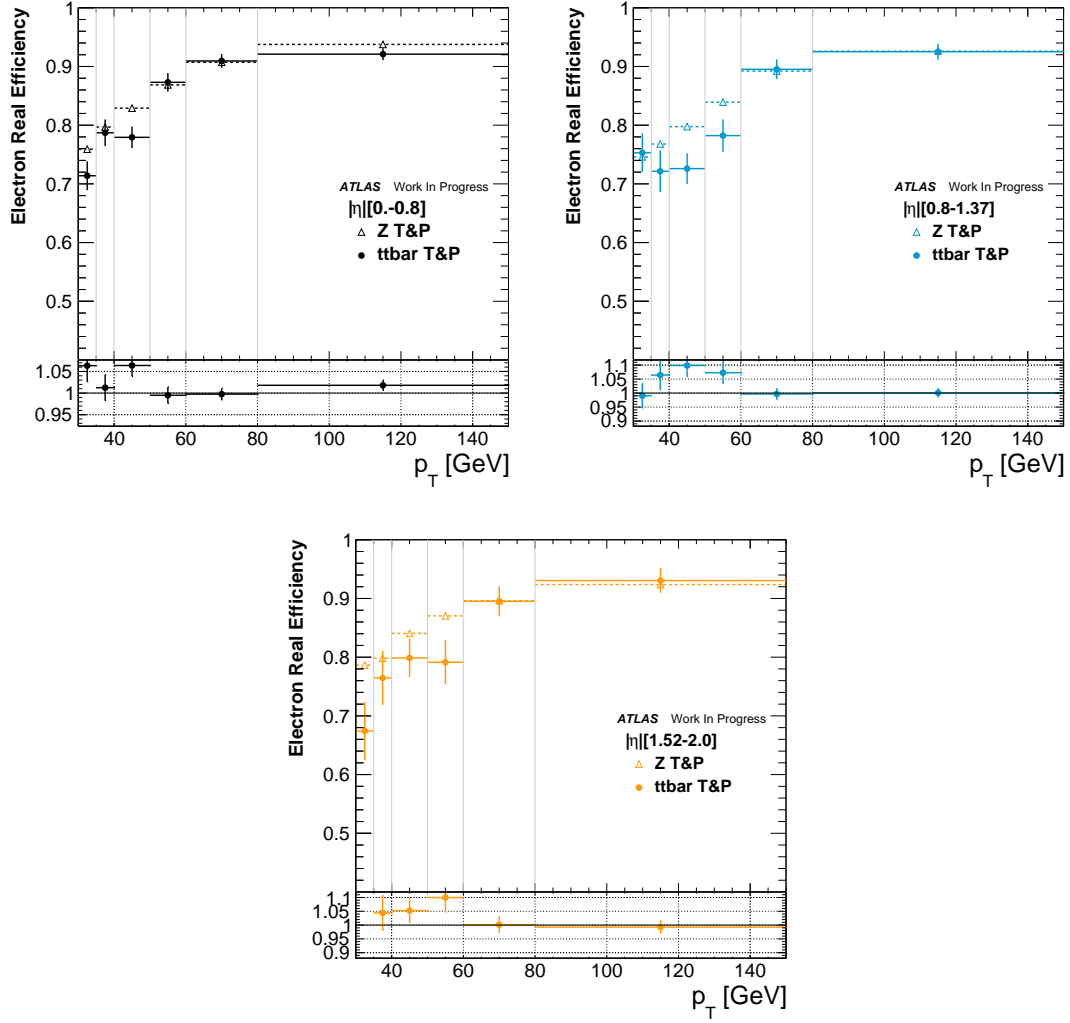 Electron Real Efficiency
1
0.9
0.8
0.7
0.6
0.5
ATLAS Work In Progress
|η|[0.-0.8]
Z T&P
ttbar T&P
1.05
1
0.95
40 60 80 100 120 140
p_T [GeV]
Electron Real Efficiency
1
0.9
0.8
0.7
0.6
0.5
ATLAS Work In Progress
|η|[0.8-1.37]
Z T&P
ttbar T&P
1.1
1.05
1
0.95
0.9
40 60 80 100 120 140
p_T [GeV]
Electron Real Efficiency
1
0.9
0.8
0.7
0.6
0.5
ATLAS Work In Progress
|η|[1.52-2.0]
Z T&P
ttbar T&P
1.1
1.05
1
0.95
0.9
40 60 80 100 120 140
p_T [GeV]